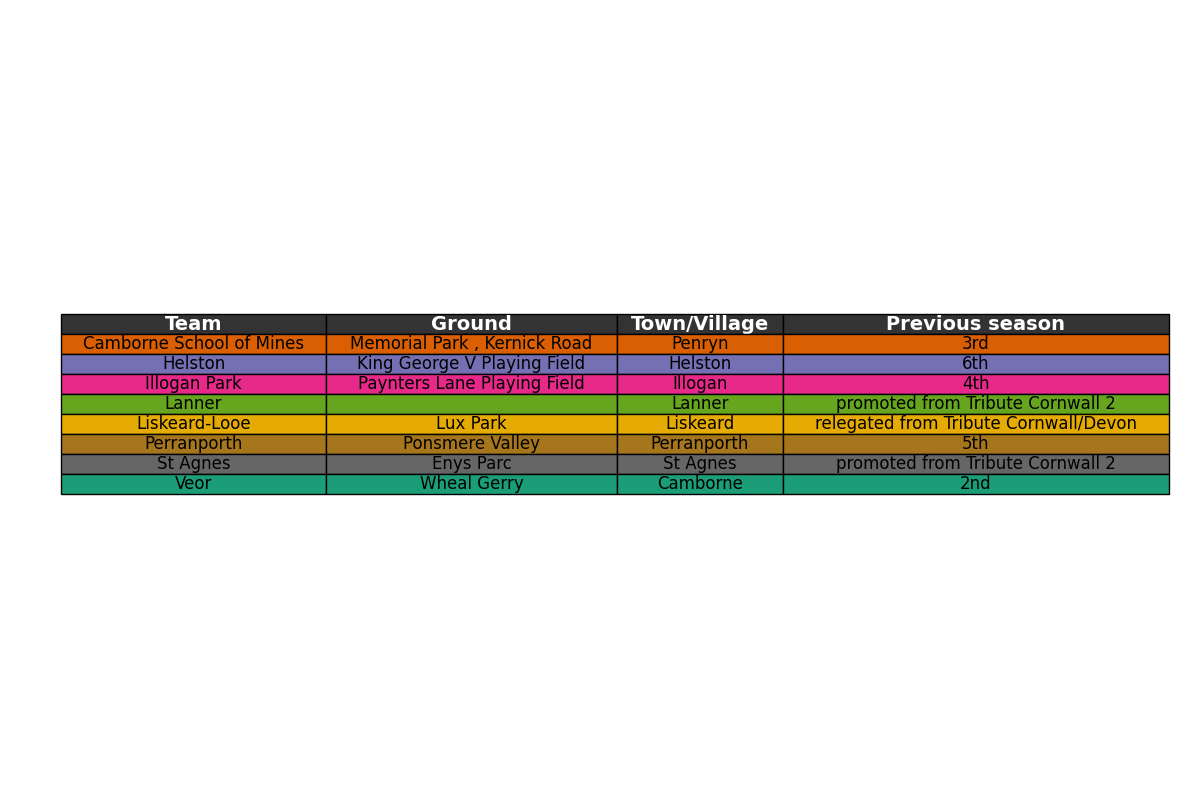 Team Ground Town/Village Previous season
Camborne School of Mines Memorial Park , Kernick Road Penryn 3rd
Helston King George V Playing Field Helston 6th
Illogan Park Paynters Lane Playing Field Illogan 4th
Lanner Lanner promoted from Tribute Cornwall 2
Liskeard-Looe Lux Park Liskeard relegated from Tribute Cornwall/Devon
Perranporth Ponsmere Valley Perranporth 5th
St Agnes Enys Parc St Agnes promoted from Tribute Cornwall 2
Veor Wheal Gerry Camborne 2nd